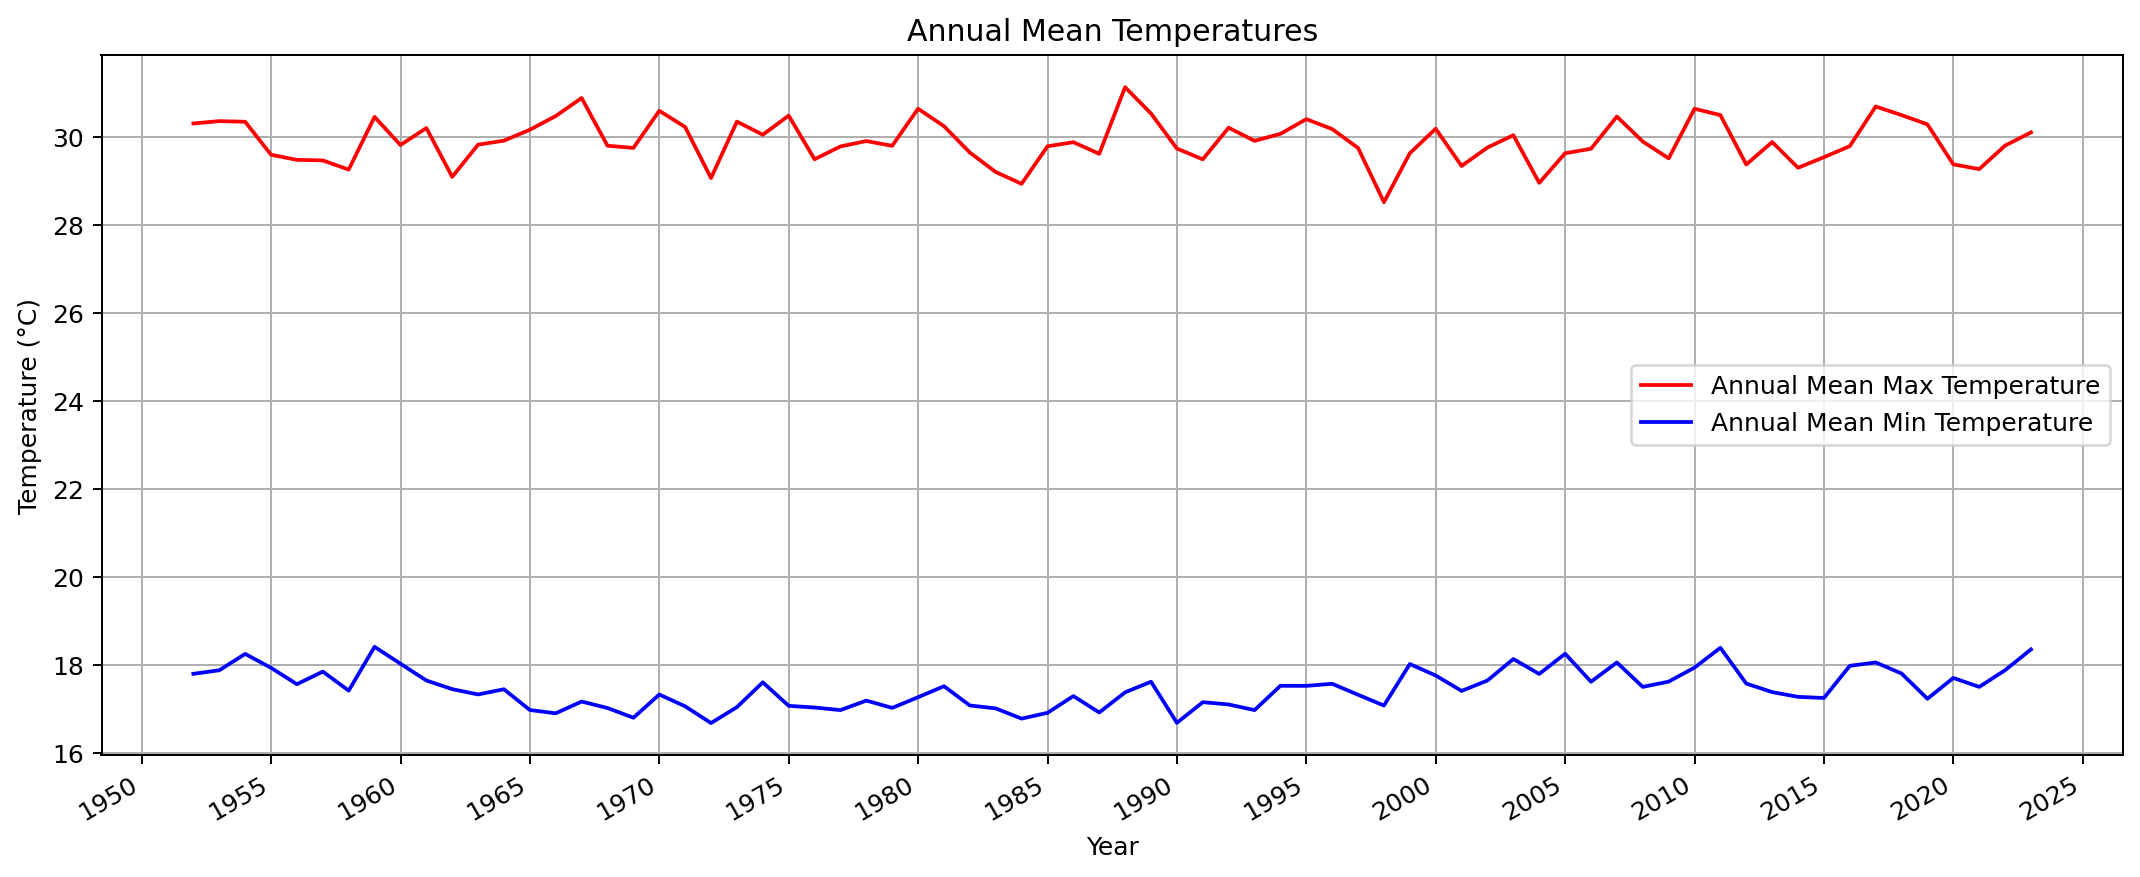 Annual Mean Temperatures
Temperature (°C)
30
28
26
24
22
20
18
16
Annual Mean Max Temperature
Annual Mean Min Temperature
1950 1955 1960 1965 1970 1975 1980 1985 1990 1995 2000 2005 2010 2015 2020 2025
Year